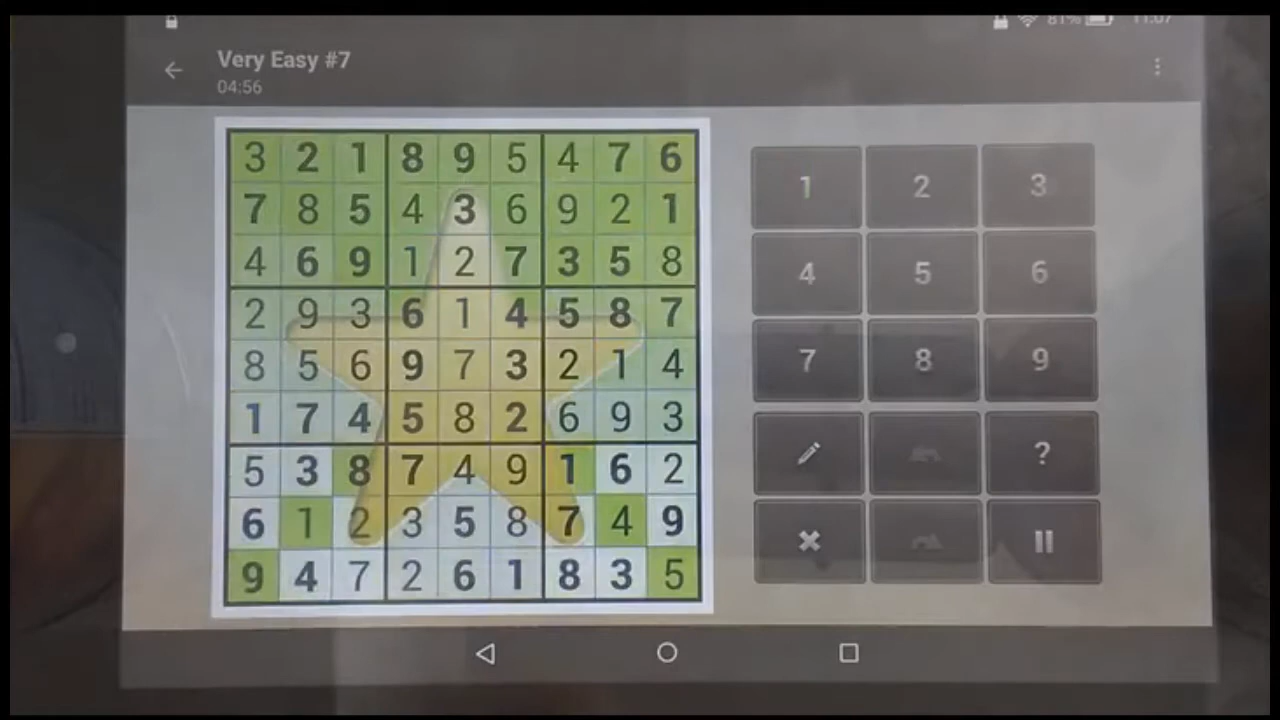 81% 11:07
Very Easy #7
04:56
3 2 1 8 9 5 4 7 6
7 8 5 4 3 6 9 2 1
4 6 9 1 2 7 3 5 8
2 9 3 6 1 4 5 8 7
8 5 6 9 7 3 2 1 4
1 7 4 5 8 2 6 9 3
5 3 8 7 4 9 1 6 2
6 1 2 3 5 8 7 4 9
9 4 7 2 6 1 8 3 5
1 2 3
4 5 6
7 8 9
?